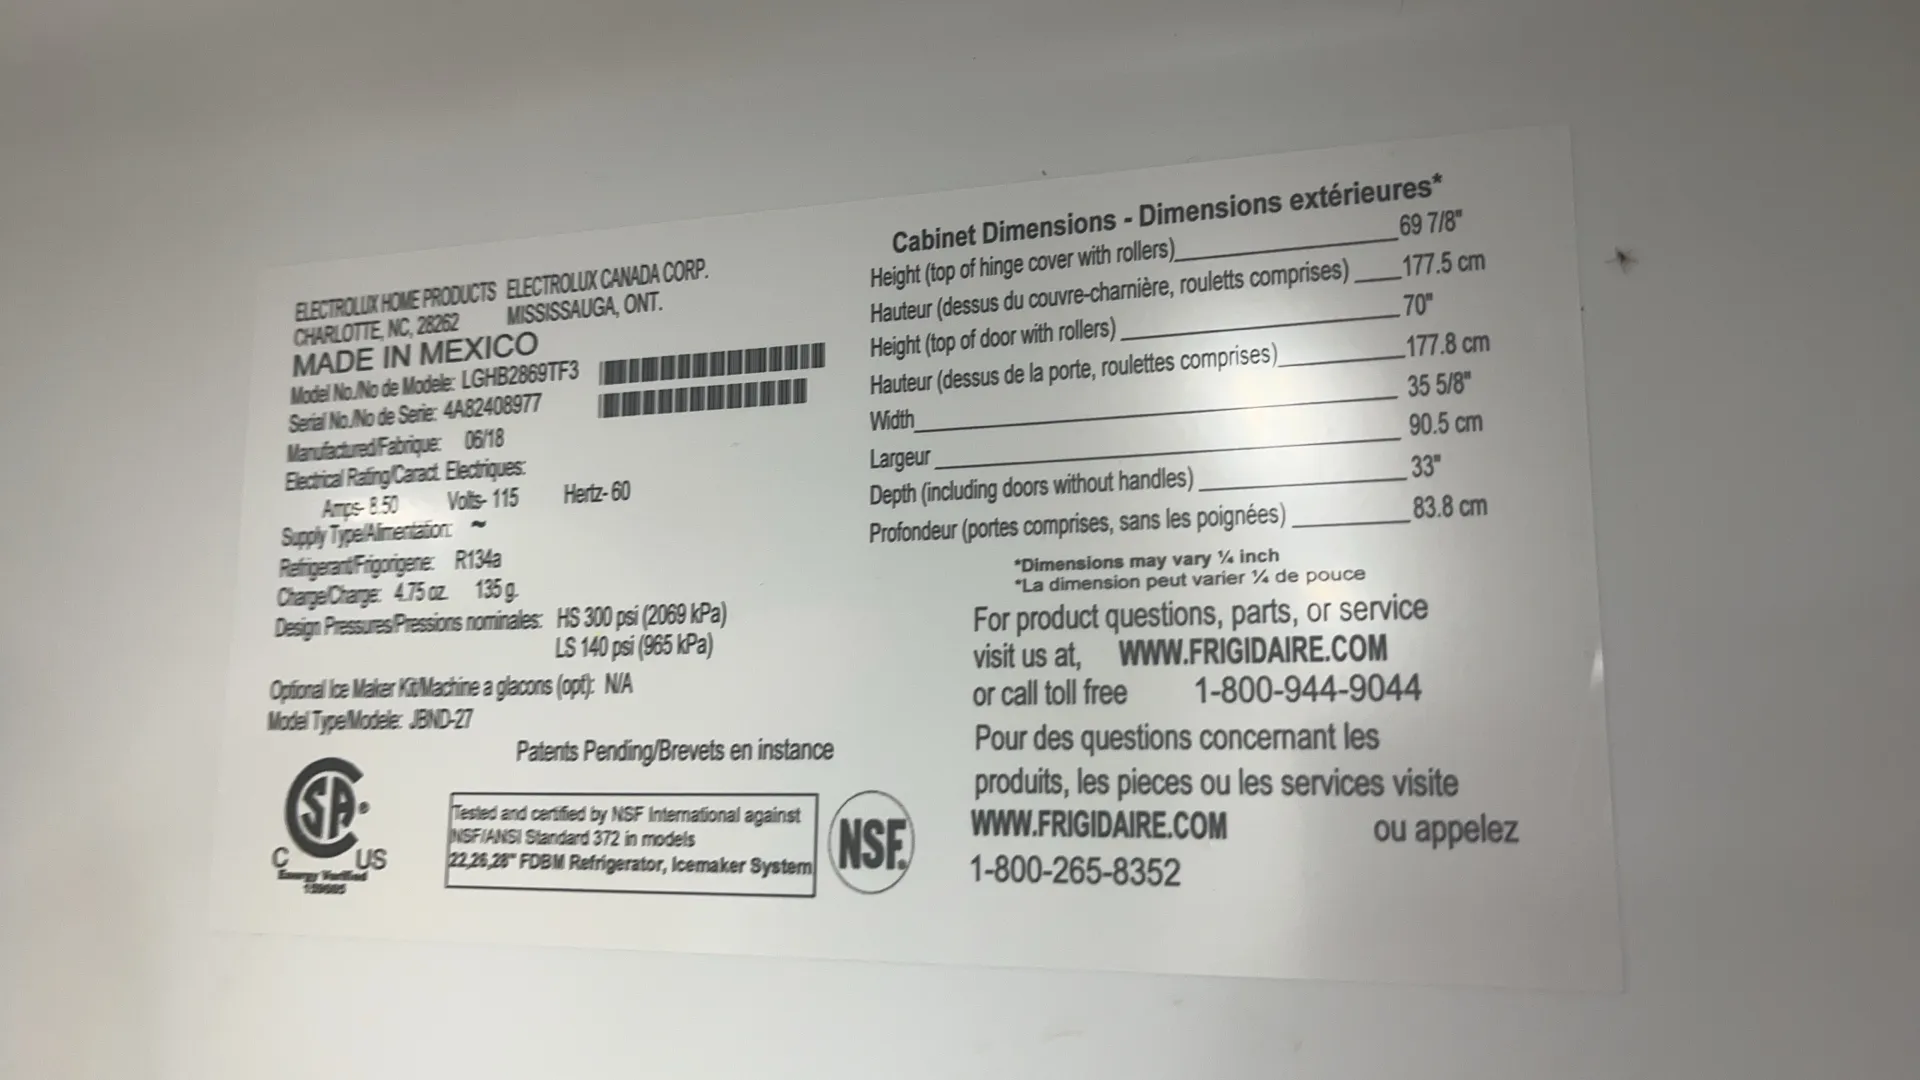 ELECTROLUX HOME PRODUCTS ELECTROLUX CANADA CORP.
CHARLOTTE, NC, 28262 MISSISSAUGA, ONT.
MADE IN MEXICO
Model No./No de Modele: LGHB2869TF3
Serial No./No de Serie: 4A82408977
Manufactured/Fabrique: 06/18
Electrical Rating/Caract. Electriques:
Amps- 8.50 Volts- 115 Hertz- 60
Supply Type/Alimentation: ~
Refrigerant/Frigorigene: R134a
Charge/Charge: 4.75 oz. 135 g.
Design Pressures/Pressions nominales: HS 300 psi (2069 kPa)
LS 140 psi (965 kPa)
Optional Ice Maker Kit/Machine a glacons (opt): N/A
Model Type/Modele: JBND-27
Patents Pending/Brevets en instance
SA®
C US
Energy Verified
Tested and certified by NSF International against
NSF/ANSI Standard 372 in models
22,26,28" FDBM Refrigerator, Icemaker System
NSF.
Cabinet Dimensions - Dimensions extérieures*
Height (top of hinge cover with rollers) 69 7/8"
Hauteur (dessus du couvre-charnière, rouletts comprises) 177.5 cm
Height (top of door with rollers) 70"
Hauteur (dessus de la porte, roulettes comprises) 177.8 cm
Width 35 5/8"
Largeur 90.5 cm
Depth (including doors without handles) 33"
Profondeur (portes comprises, sans les poignées) 83.8 cm
*Dimensions may vary ¼ inch
*La dimension peut varier ¼ de pouce
For product questions, parts, or service
visit us at, WWW.FRIGIDAIRE.COM
or call toll free 1-800-944-9044
Pour des questions concernant les
produits, les pieces ou les services visite
WWW.FRIGIDAIRE.COM ou appelez
1-800-265-8352